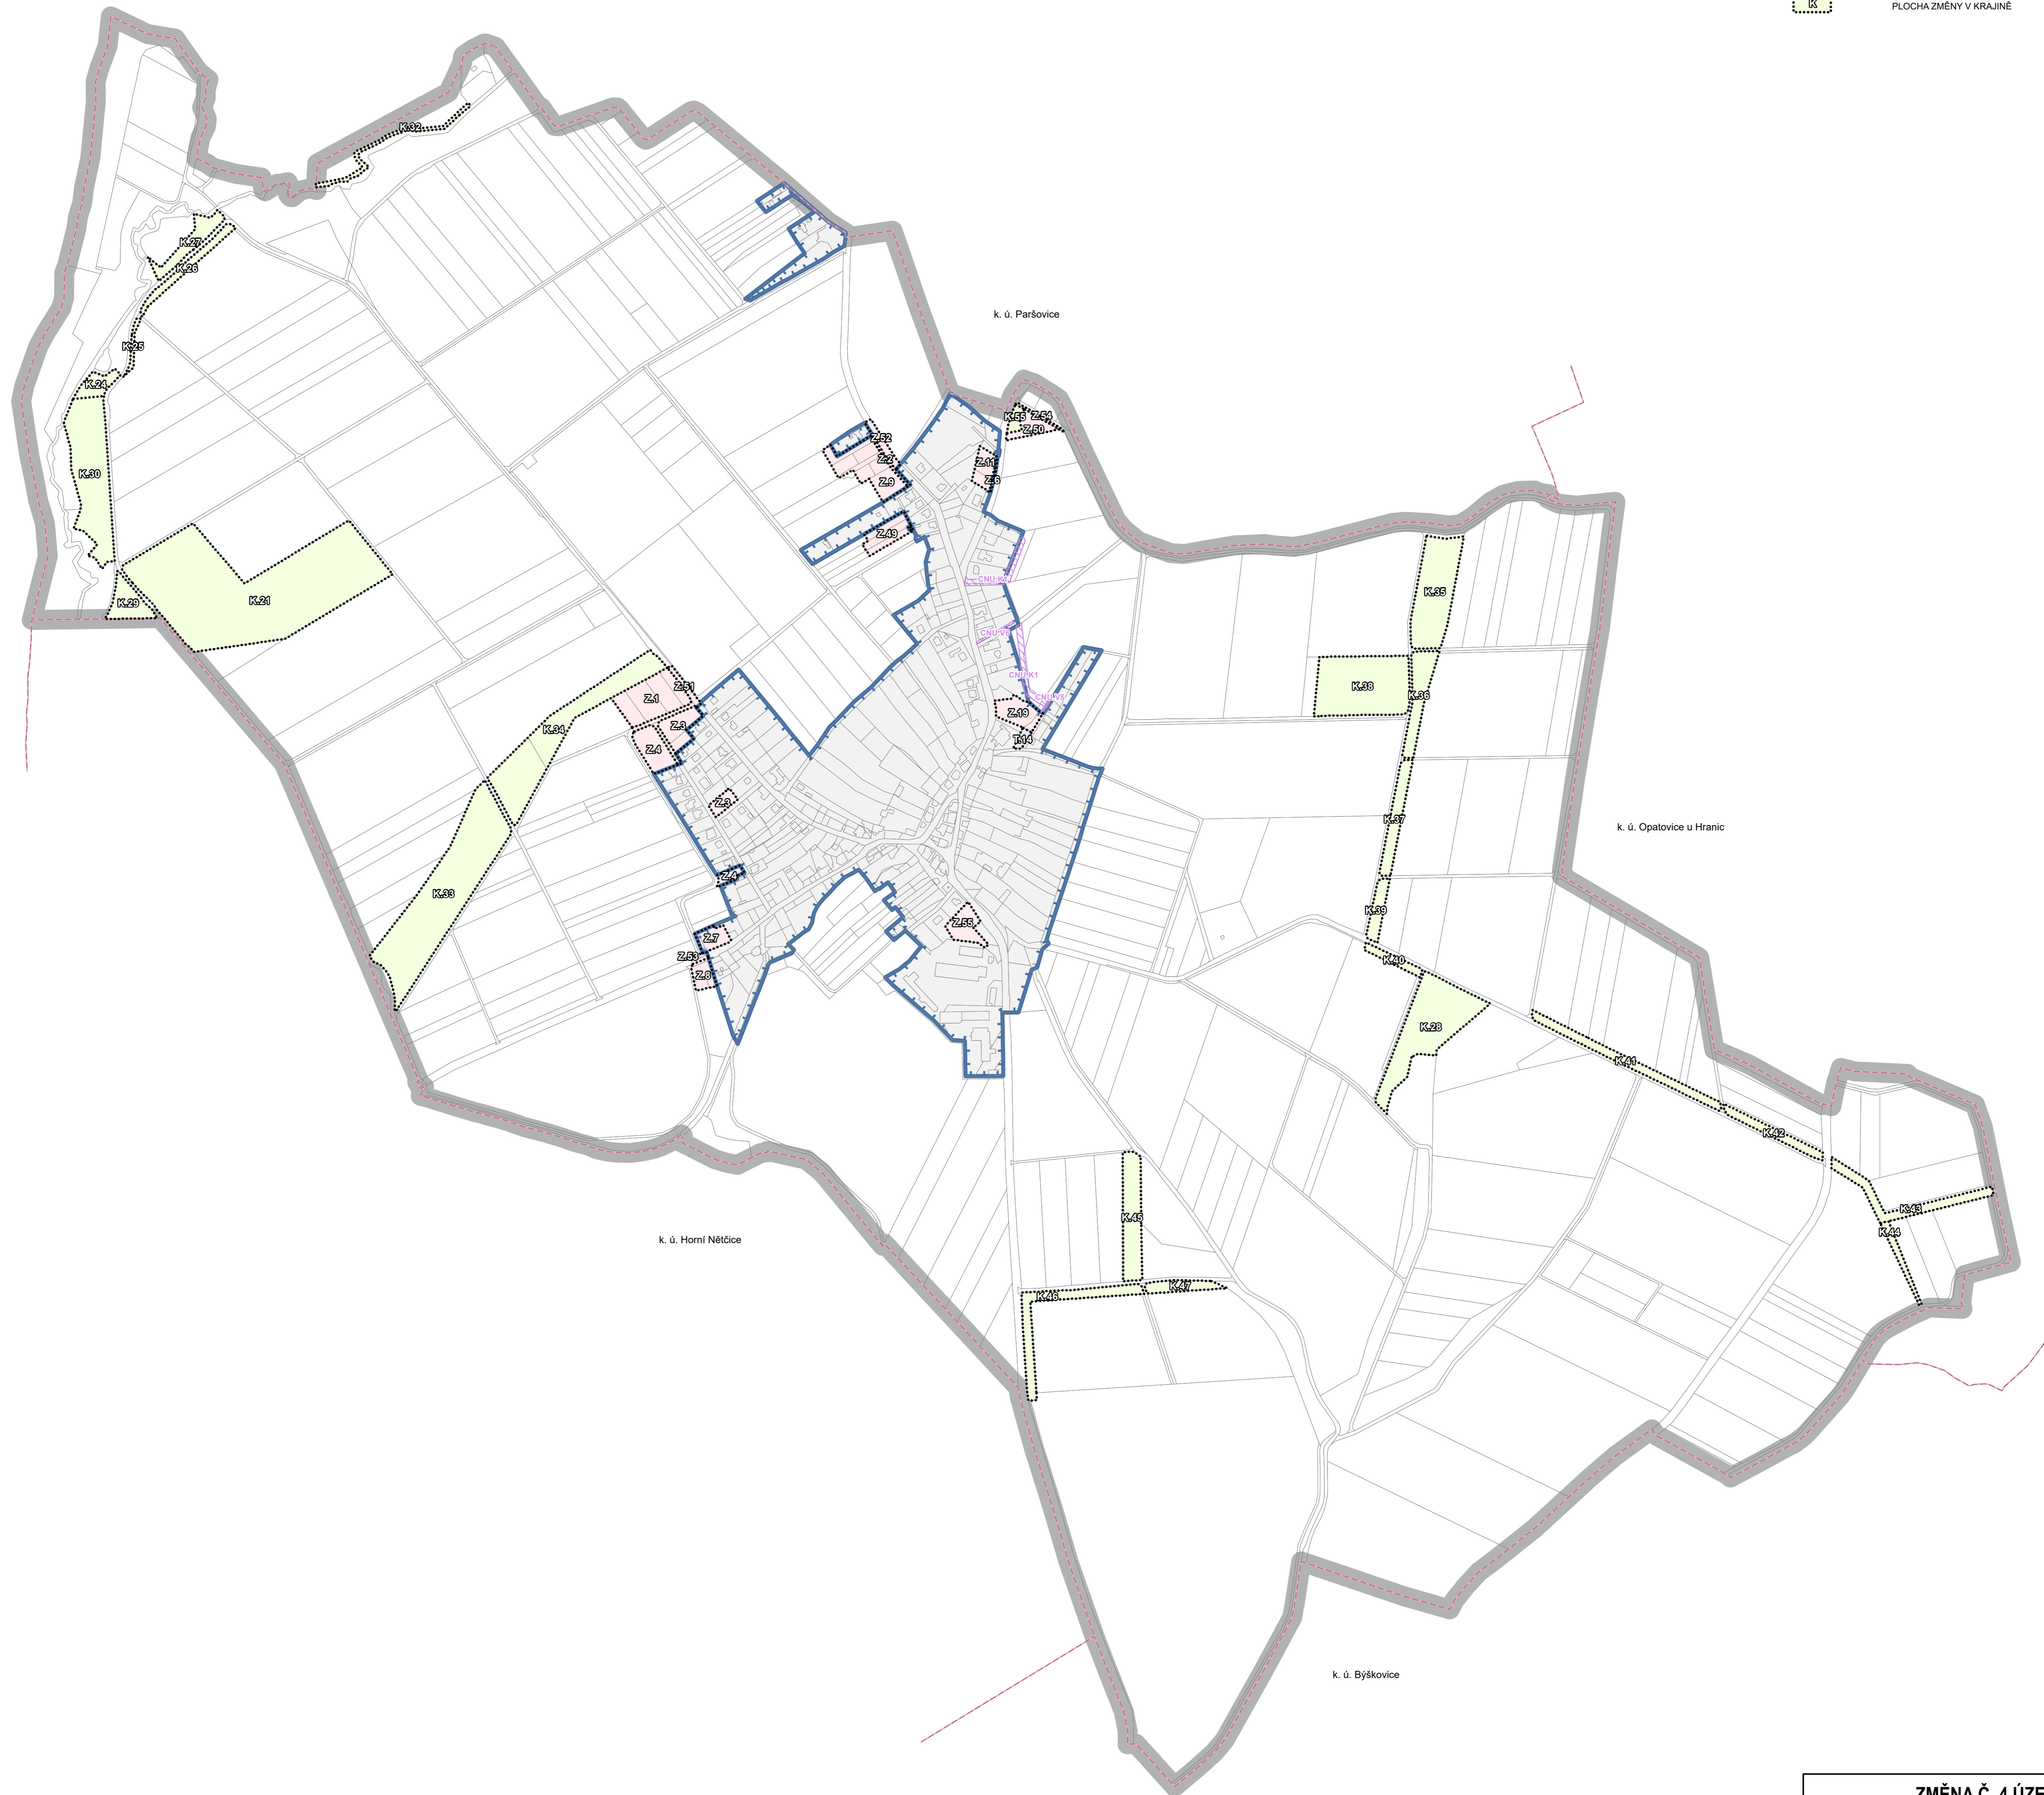 K
PLOCHA ZMĚNY V KRAJINĚ
K.32
K.27
K.26
k. ú. Paršovice
K.25
K.24
K.55
Z.54
Z.50
Z.52
Z.2
Z.11
Z.6
Z.9
K.30
Z.49
CNU.K1
K.35
K.29
K.21
CNU.V6
CNU.K1
Z.51
K.38
K.36
Z.1
CNU.V5
Z.19
Z.3
K.34
T.14
Z.4
Z.3
K.37
k. ú. Opatovice u Hranic
Z.4
K.33
K.39
Z.55
Z.7
Z.53
K.40
Z.8
K.28
K.41
K.42
K.43
K.45
K.44
k. ú. Horní Nětčice
K.47
K.46
k. ú. Býškovice